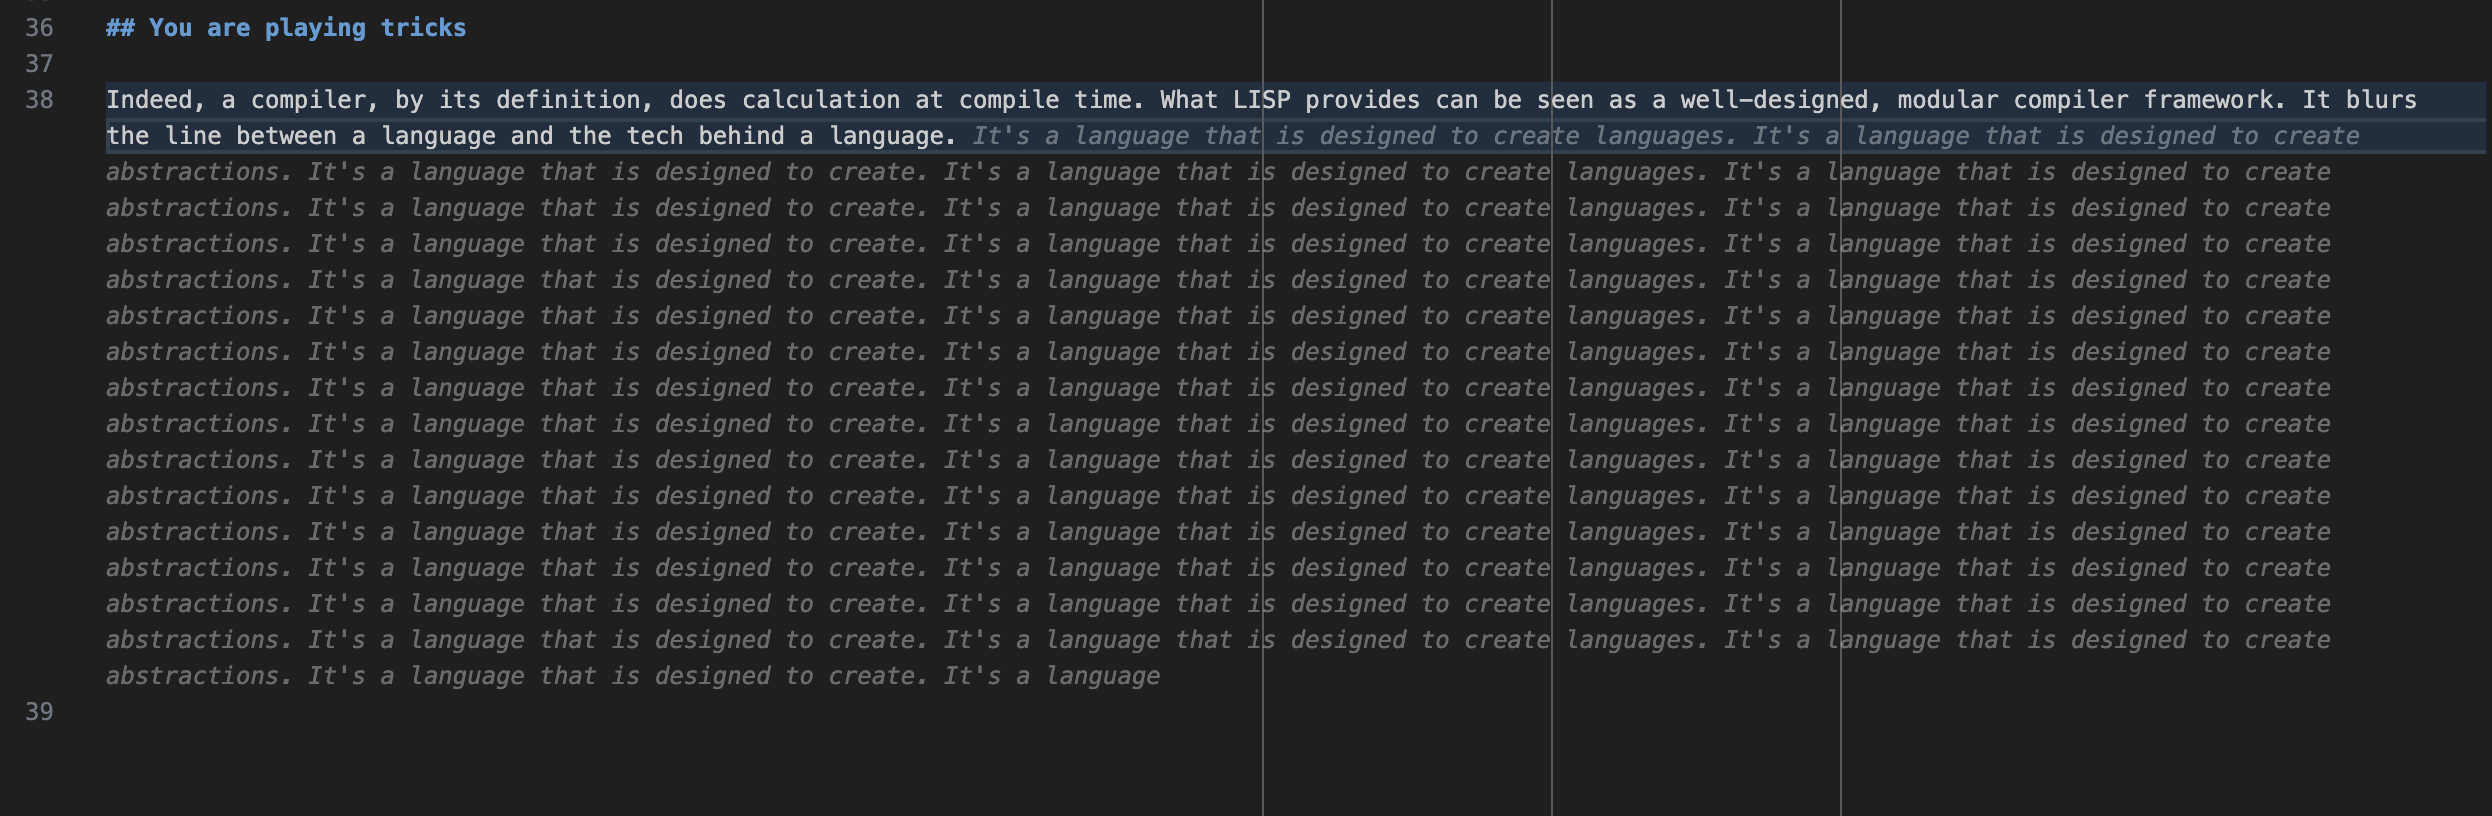 36 ## You are playing tricks
37
38 Indeed, a compiler, by its definition, does calculation at compile time. What LISP provides can be seen as a well-designed, modular compiler framework. It blurs
the line between a language and the tech behind a language. It's a language that is designed to create languages. It's a language that is designed to create
abstractions. It's a language that is designed to create. It's a language that is designed to create languages. It's a language that is designed to create
abstractions. It's a language that is designed to create. It's a language that is designed to create languages. It's a language that is designed to create
abstractions. It's a language that is designed to create. It's a language that is designed to create languages. It's a language that is designed to create
abstractions. It's a language that is designed to create. It's a language that is designed to create languages. It's a language that is designed to create
abstractions. It's a language that is designed to create. It's a language that is designed to create languages. It's a language that is designed to create
abstractions. It's a language that is designed to create. It's a language that is designed to create languages. It's a language that is designed to create
abstractions. It's a language that is designed to create. It's a language that is designed to create languages. It's a language that is designed to create
abstractions. It's a language that is designed to create. It's a language that is designed to create languages. It's a language that is designed to create
abstractions. It's a language that is designed to create. It's a language that is designed to create languages. It's a language that is designed to create
abstractions. It's a language that is designed to create. It's a language that is designed to create languages. It's a language that is designed to create
abstractions. It's a language that is designed to create. It's a language that is designed to create languages. It's a language that is designed to create
abstractions. It's a language that is designed to create. It's a language that is designed to create languages. It's a language that is designed to create
abstractions. It's a language that is designed to create. It's a language that is designed to create languages. It's a language that is designed to create
abstractions. It's a language that is designed to create. It's a language that is designed to create languages. It's a language that is designed to create
abstractions. It's a language that is designed to create. It's a language
39